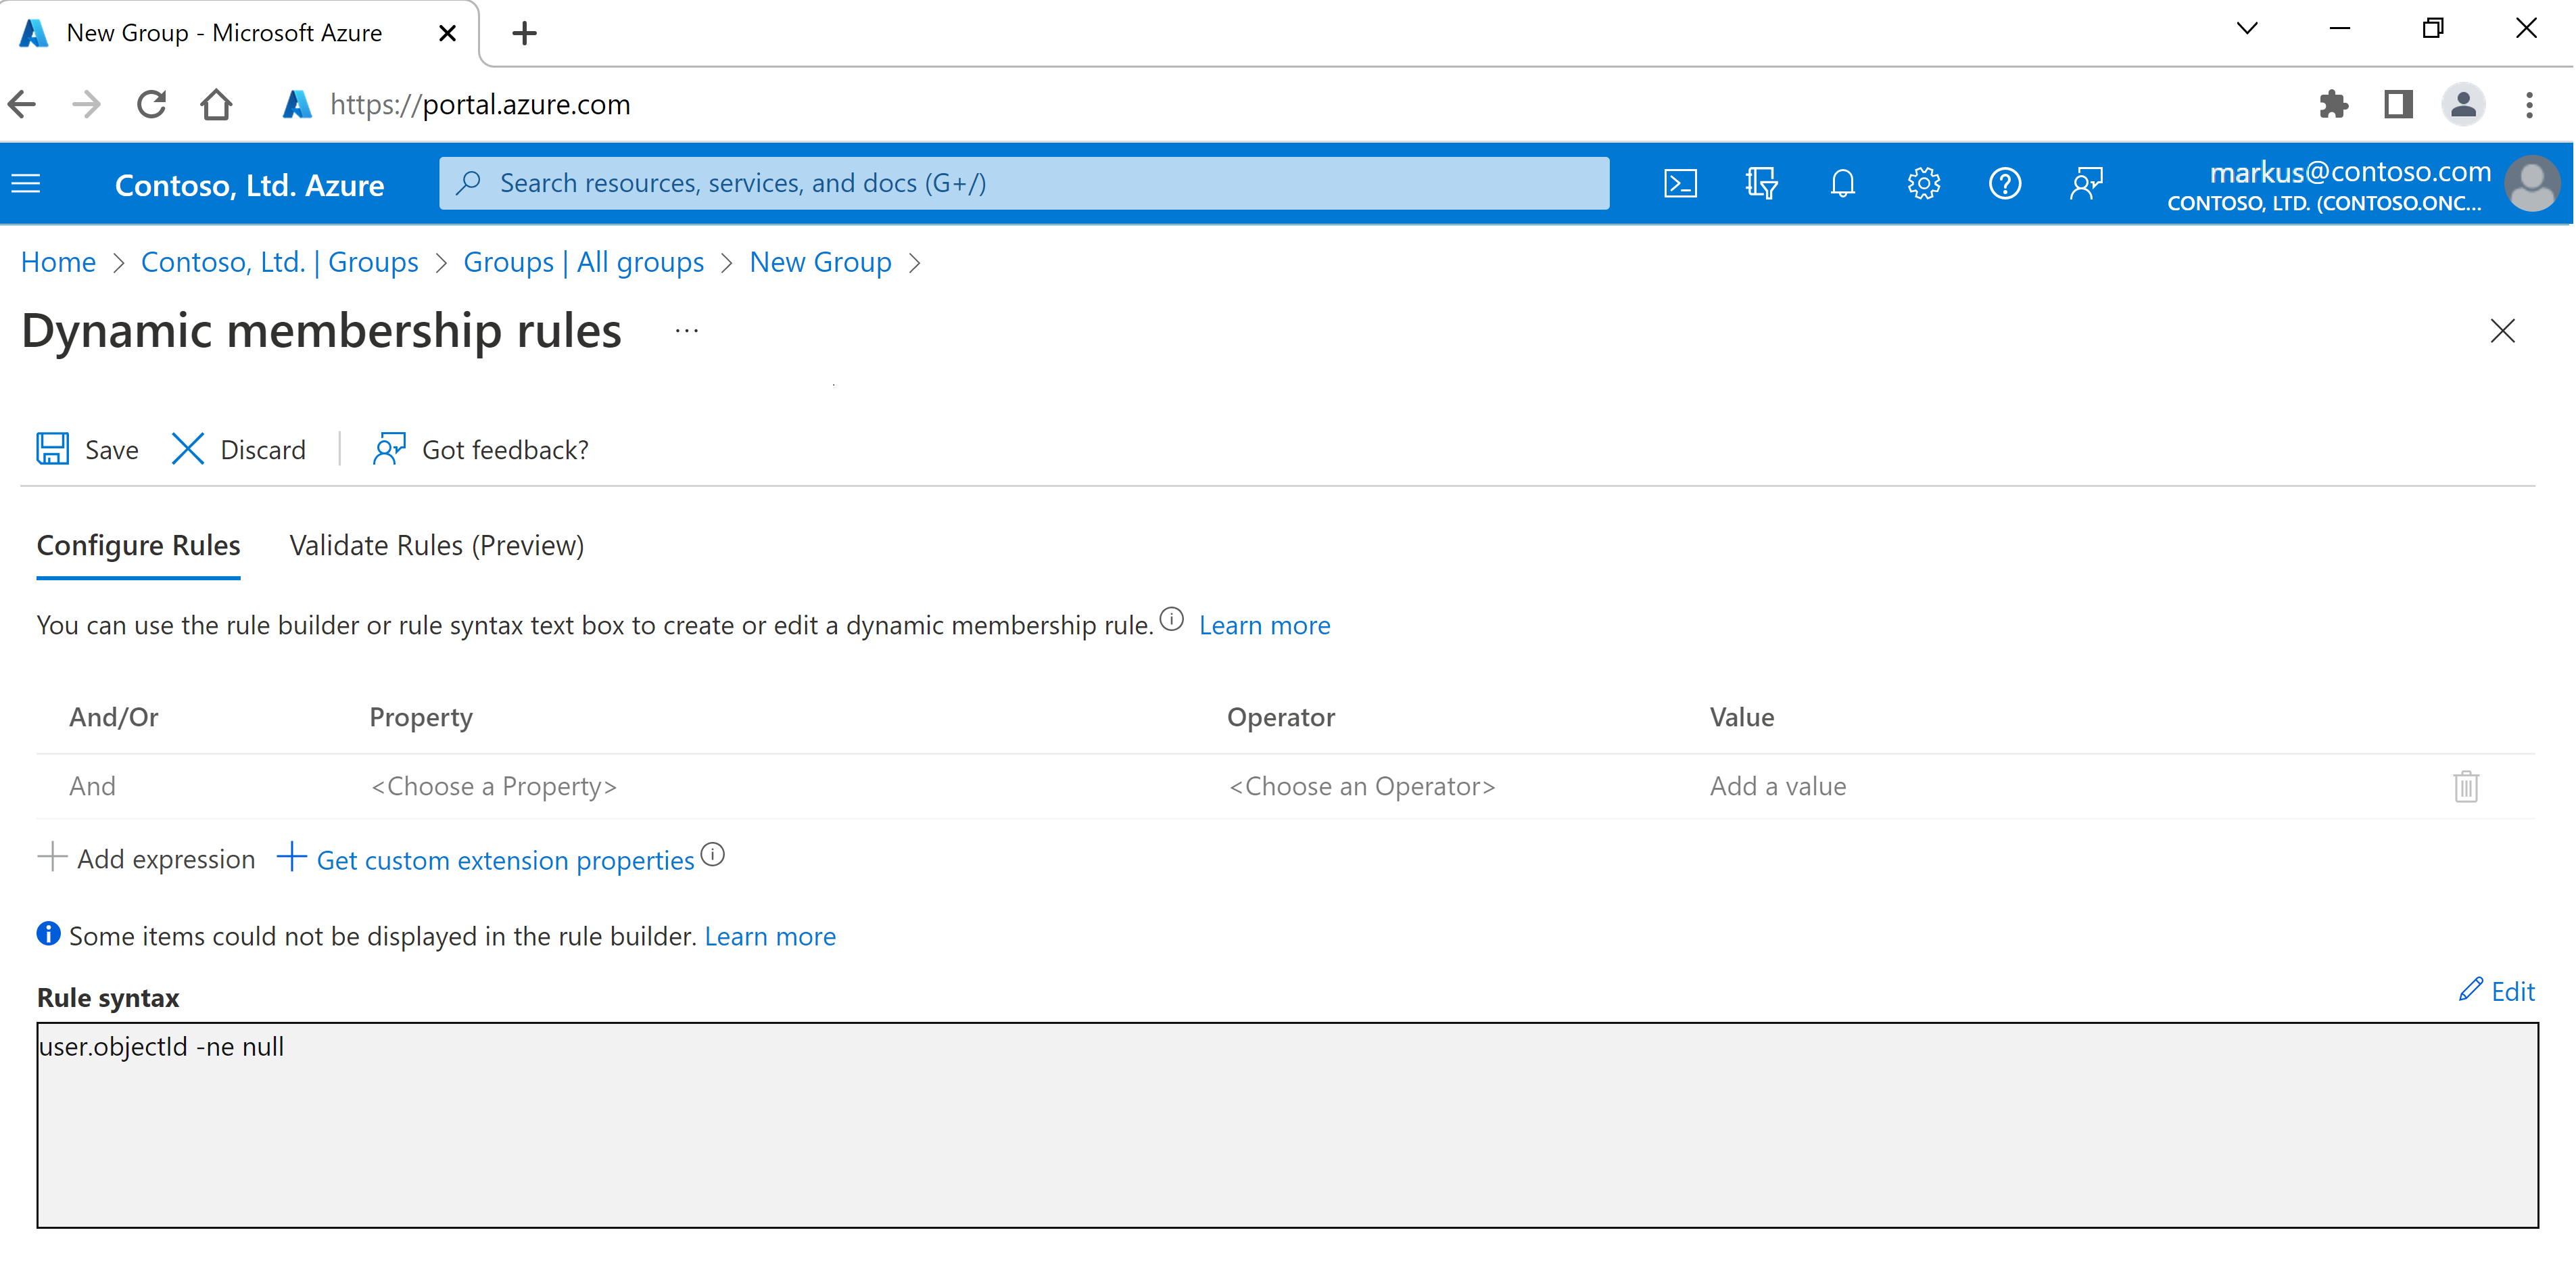 New Group - Microsoft Azure
https://portal.azure.com
Contoso, Ltd. Azure
Search resources, services, and docs (G+/)
markus@contoso.com
CONTOSO, LTD. (CONTOSO.ONC...
Home > Contoso, Ltd. | Groups > Groups | All groups > New Group >
Dynamic membership rules ...
Save Discard | Got feedback?
Configure Rules Validate Rules (Preview)
You can use the rule builder or rule syntax text box to create or edit a dynamic membership rule. Learn more
And/Or Property Operator Value
And <Choose a Property> <Choose an Operator> Add a value
Add expression Get custom extension properties
Some items could not be displayed in the rule builder. Learn more
Rule syntax Edit
user.objectId -ne null